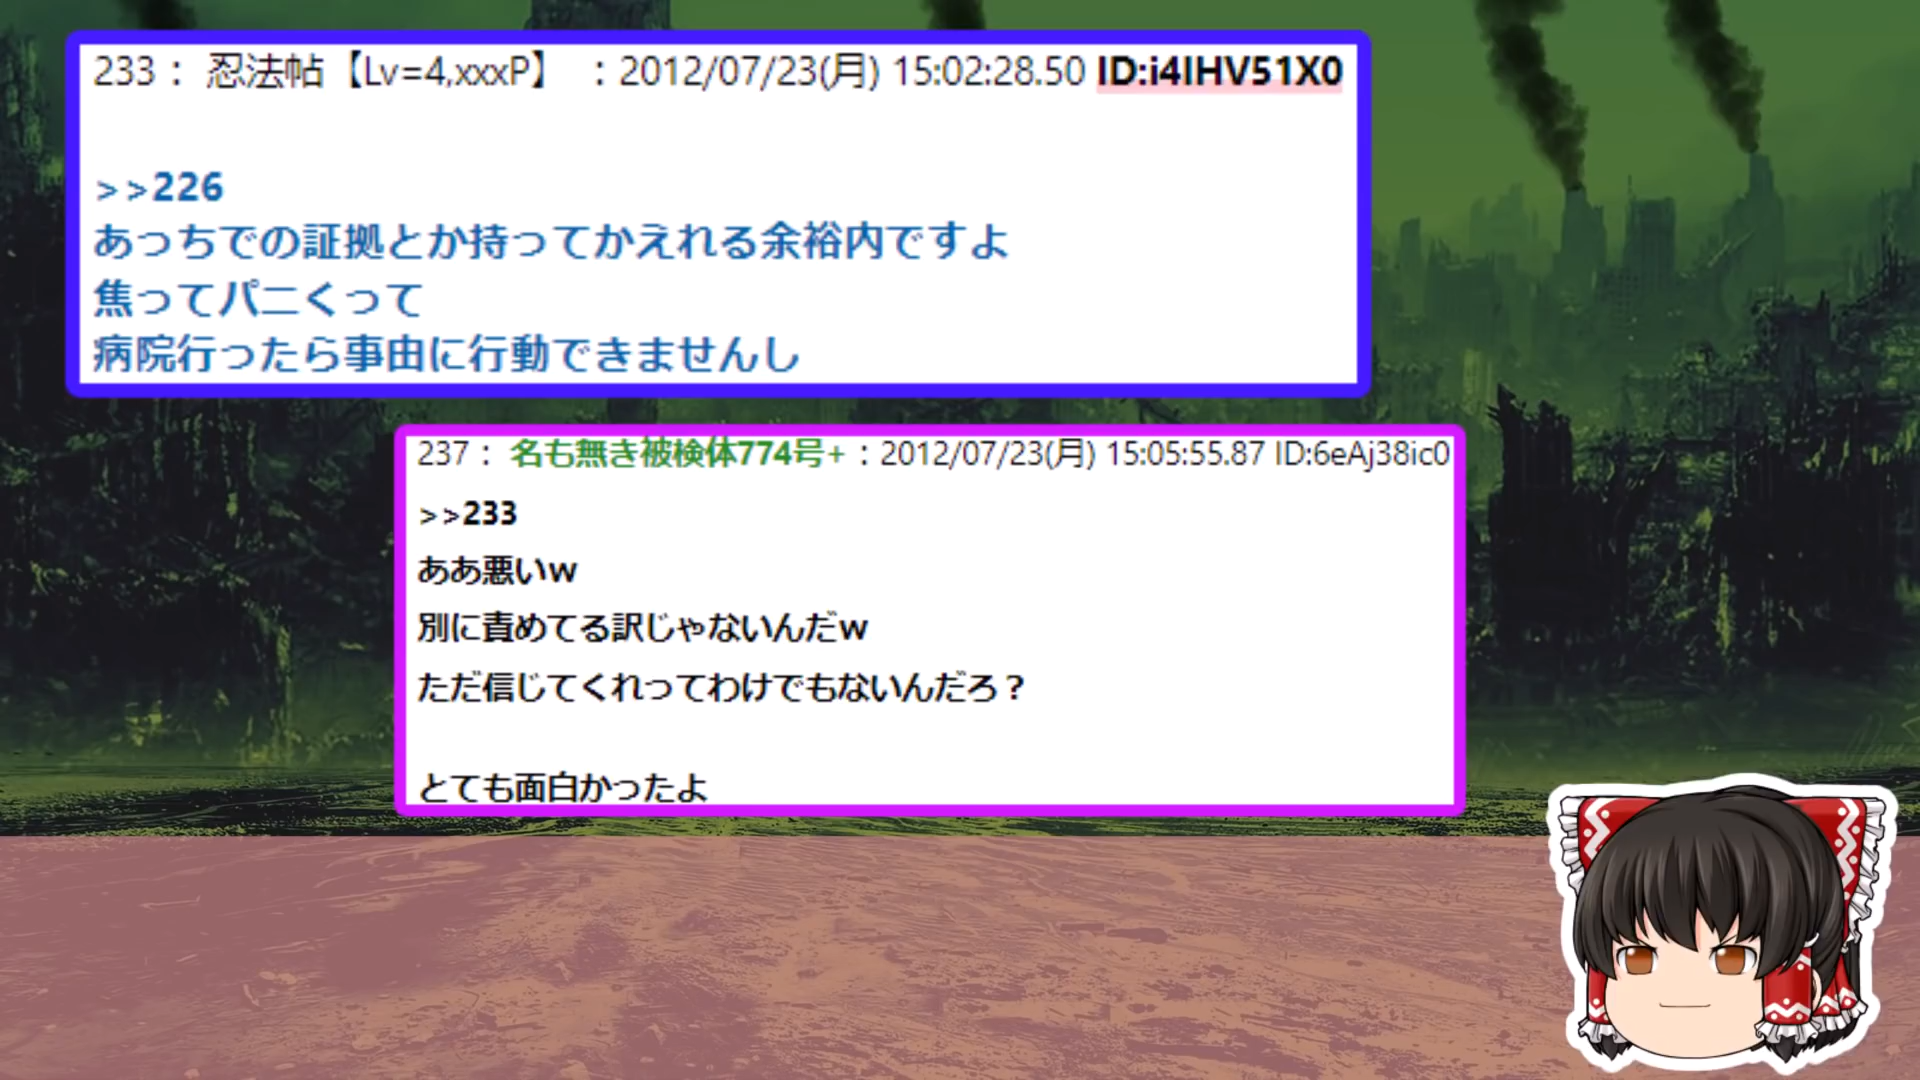 233： 忍法帖【Lv=4,xxxP】 ：2012/07/23(月) 15:02:28.50 ID:i4IHV51X0
>>226
あっちでの証拠とか持ってかえれる余裕内ですよ
焦ってパニくって
病院行ったら事由に行動できませんし
237： 名も無き被検体774号+：2012/07/23(月) 15:05:55.87 ID:6eAj38ic0
>>233
ああ悪いw
別に責めてる訳じゃないんだw
ただ信じてくれってわけでもないんだろ？
とても面白かったよ